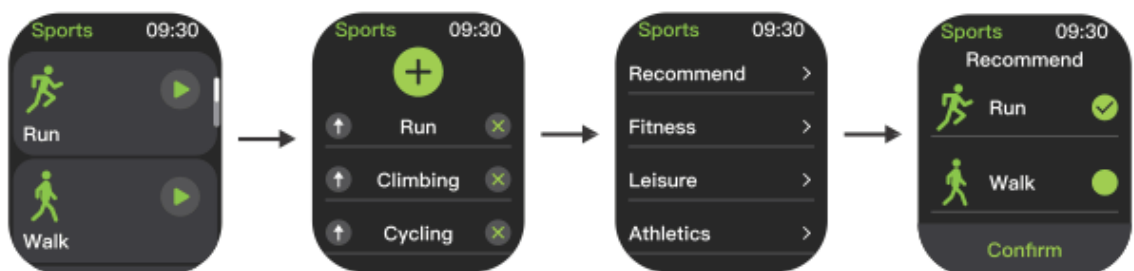 Sports 09:30
Run
Walk
Sports 09:30
Run
Climbing
Cycling
Sports 09:30
Recommend
Fitness
Leisure
Athletics
Sports 09:30
Recommend
Run
Walk
Confirm